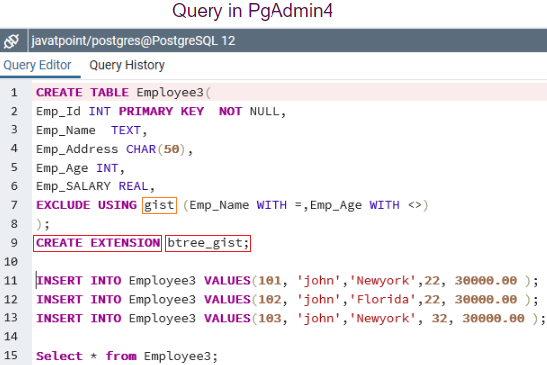 Query in PgAdmin4
javatpoint/postgres@PostgreSQL 12
Query Editor Query History
1 CREATE TABLE Employee3(
2 Emp_Id INT PRIMARY KEY  NOT NULL,
3 Emp_Name  TEXT,
4 Emp_Address CHAR(50),
5 Emp_Age INT,
6 Emp_SALARY REAL,
7 EXCLUDE USING gist (Emp_Name WITH =,Emp_Age WITH <>)
8 );
9 CREATE EXTENSION btree_gist;
10
11 INSERT INTO Employee3 VALUES(101, 'john','Newyork',22, 30000.00 );
12 INSERT INTO Employee3 VALUES(102, 'john','Florida',22, 30000.00 );
13 INSERT INTO Employee3 VALUES(103, 'john','Newyork', 32, 30000.00 );
14
15 Select * from Employee3;